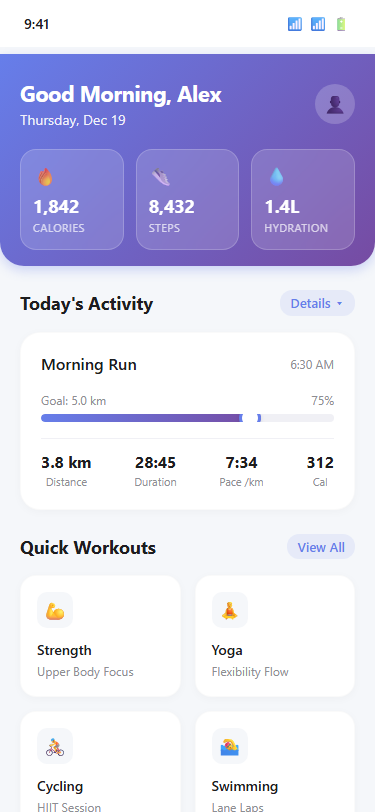 9:41
Good Morning, Alex
Thursday, Dec 19
1,842
CALORIES
8,432
STEPS
1.4L
HYDRATION
Today's Activity
Details
Morning Run
6:30 AM
Goal: 5.0 km
75%
3.8 km
Distance
28:45
Duration
7:34
Pace /km
312
Cal
Quick Workouts
View All
Strength
Upper Body Focus
Yoga
Flexibility Flow
Cycling
HIIT Session
Swimming
Lane Laps